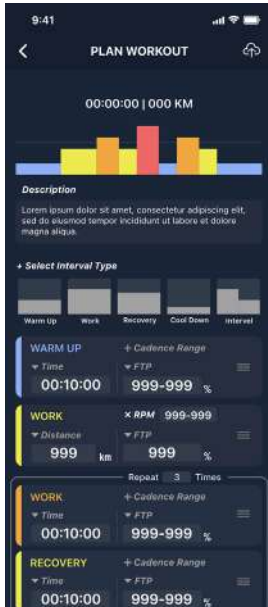 9:41
PLAN WORKOUT
00:00:00 | 000 KM
Description
Lorem ipsum dolor sit amet, consectetur adipiscing elit,
sed do eiusmod tempor incididunt ut labore et dolore
magna aliqua.
+ Select Interval Type
Warm Up Work Recovery Cool Down Interval
WARM UP + Cadence Range
Time FTP
00:10:00 999-999 %
WORK × RPM 999-999
Distance FTP
999 km 999 %
Repeat 3 Times
WORK + Cadence Range
Time FTP
00:10:00 999-999 %
RECOVERY + Cadence Range
Time FTP
00:10:00 999-999 %